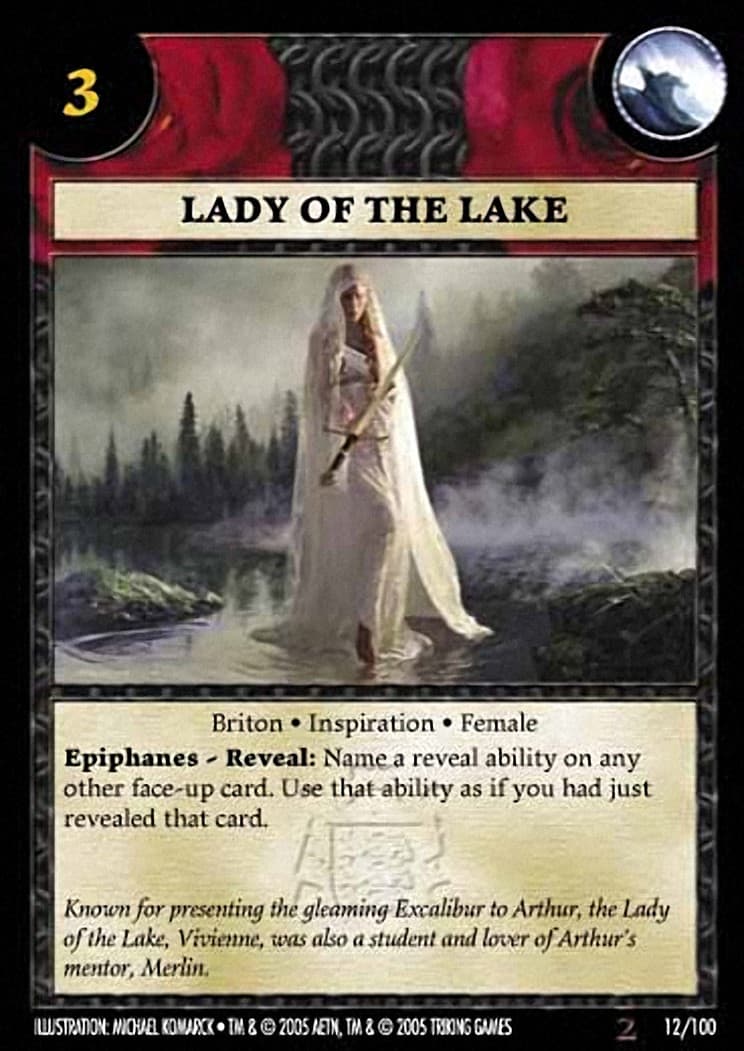 3
LADY OF THE LAKE
Briton • Inspiration • Female
Epiphanes - Reveal: Name a reveal ability on any
other face-up card. Use that ability as if you had just
revealed that card.
Known for presenting the gleaming Excalibur to Arthur, the Lady
of the Lake, Vivienne, was also a student and lover of Arthur's
mentor, Merlin.
ILLUSTRATION: MICHAEL KOMARCK • TM & © 2005 AETN, TM & © 2005 TRIKING GAMES
2 12/100